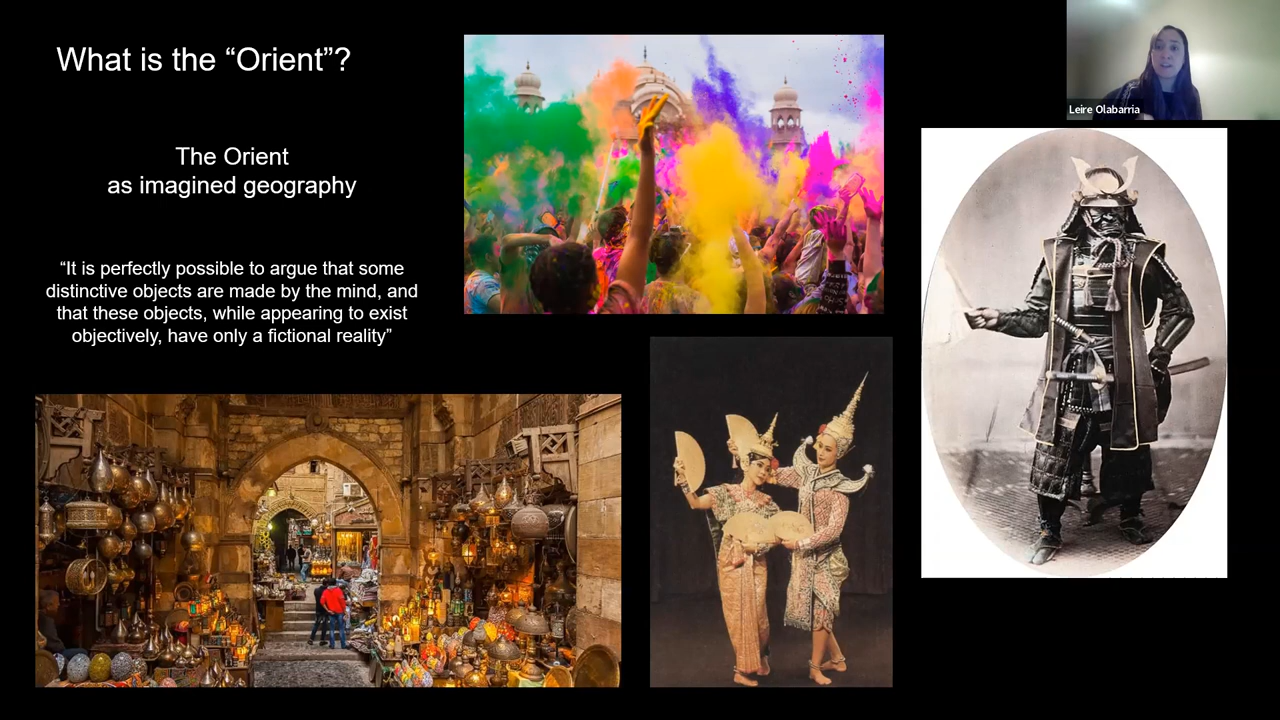 What is the “Orient”?
The Orient
as imagined geography
“It is perfectly possible to argue that some
distinctive objects are made by the mind, and
that these objects, while appearing to exist
objectively, have only a fictional reality”
Leire Olabarria